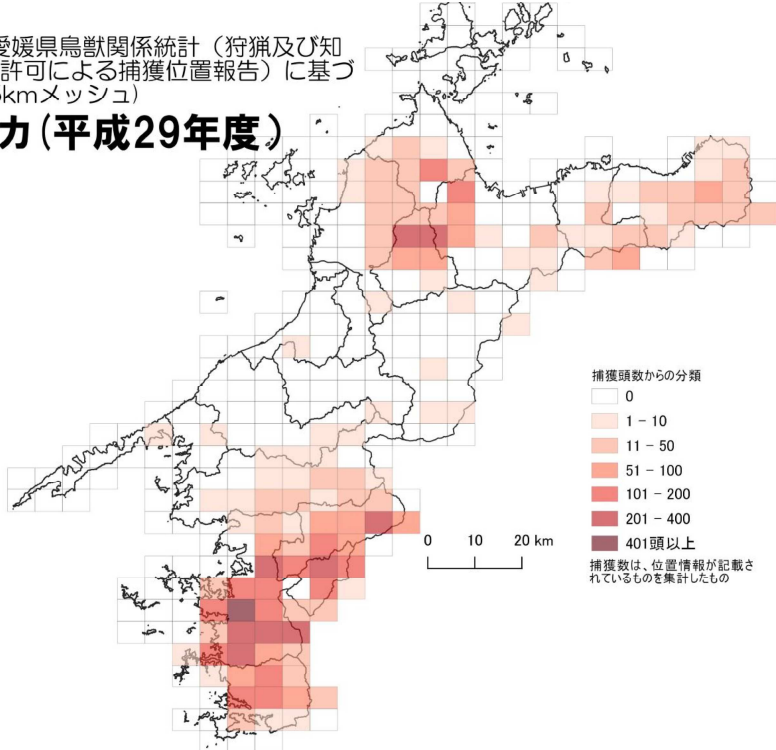 愛媛県鳥獣関係統計（狩猟及び知
許可による捕獲位置報告）に基づ
kmメッシュ)
カ(平成29年度)
捕獲頭数からの分類
0
1 - 10
11 - 50
51 - 100
101 - 200
201 - 400
401頭以上
0 10 20 km
捕獲数は、位置情報が記載さ
れているものを集計したもの